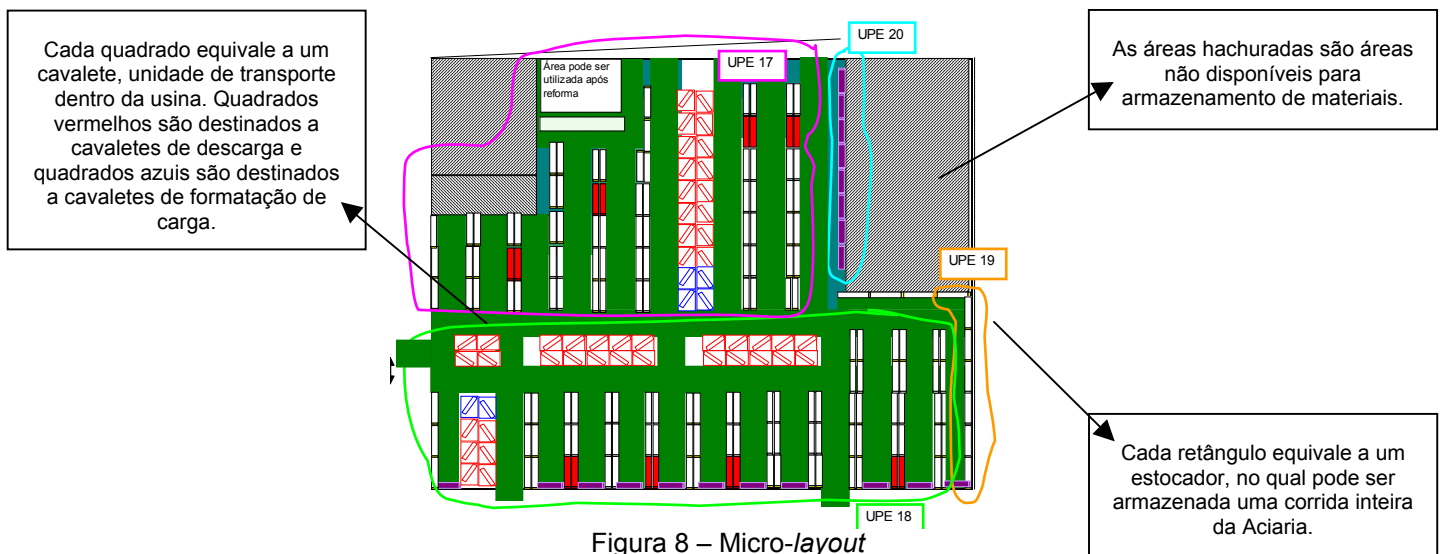 Cada quadrado equivale a um
cavalete, unidade de transporte
dentro da usina. Quadrados
vermelhos são destinados a
cavaletes de descarga e
quadrados azuis são destinados
a cavaletes de formatação de
carga.
Área pode ser
utilizada após
reforma
UPE 17
UPE 20
As áreas hachuradas são áreas
não disponíveis para
armazenamento de materiais.
UPE 19
Cada retângulo equivale a um
estocador, no qual pode ser
armazenada uma corrida inteira
da Aciaria.
UPE 18
Figura 8 – Micro-layout